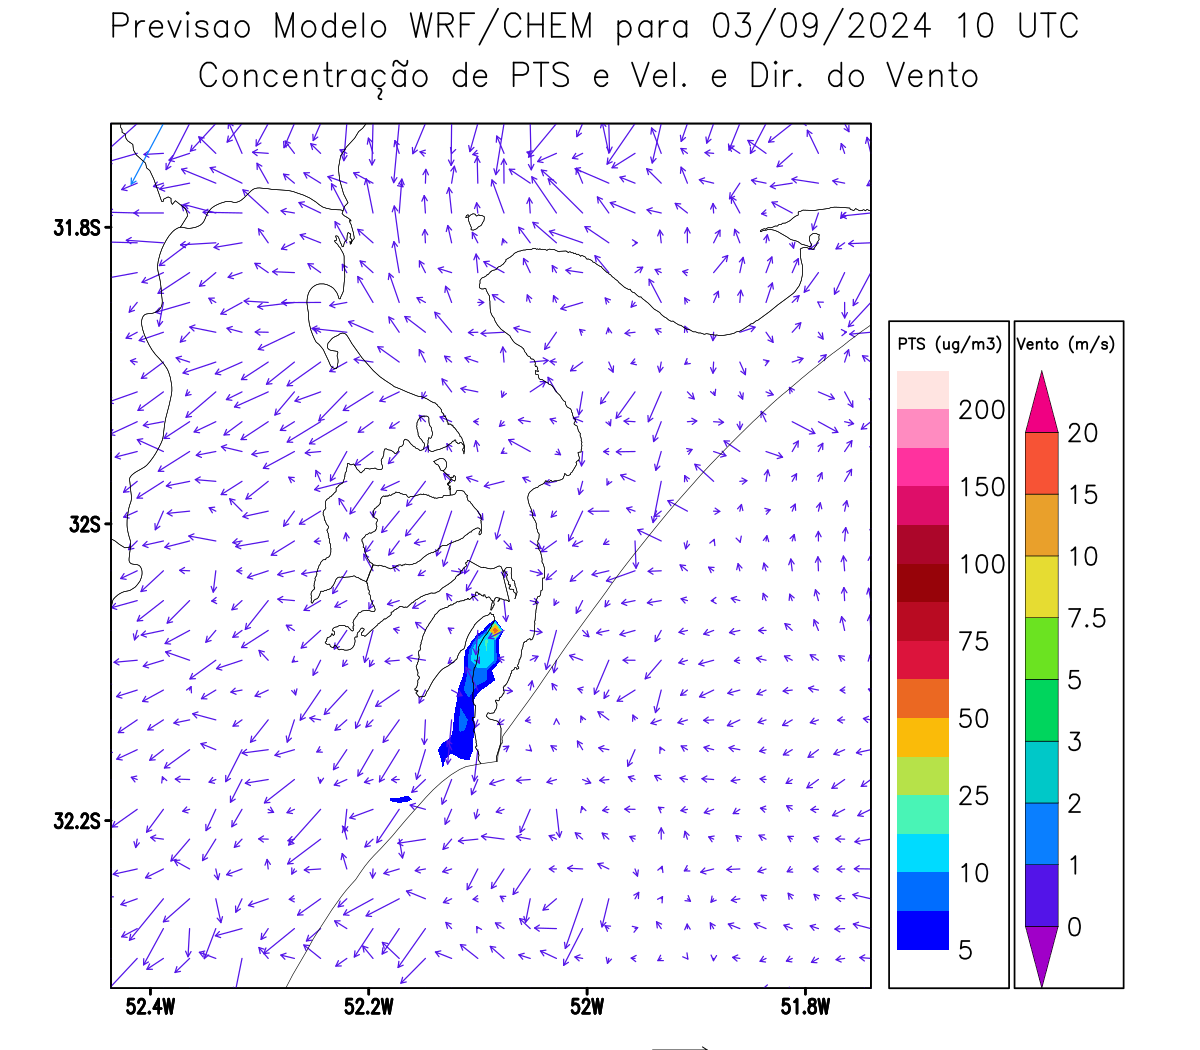 Previsao Modelo WRF/CHEM para 03/09/2024 10 UTC
Concentração de PTS e Vel. e Dir. do Vento
31.8S
32S
32.2S
52.4W
52.2W
52W
51.8W
PTS (ug/m3)
200
150
100
75
50
25
10
5
Vento (m/s)
20
15
10
7.5
5
3
2
1
0